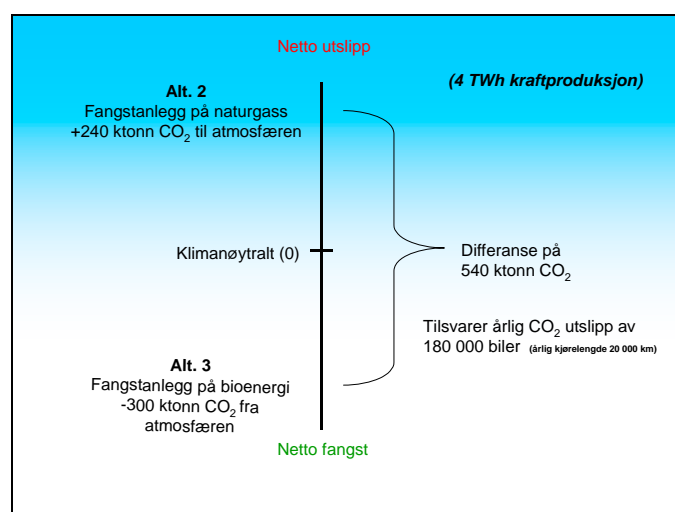 Netto utslipp
(4 TWh kraftproduksjon)
Alt. 2
Fangstanlegg på naturgass
+240 ktonn CO₂ til atmosfæren
Klimanøytralt (0)
Differanse på
540 ktonn CO₂
Tilsvarer årlig CO₂ utslipp av
180 000 biler (årlig kjørelengde 20 000 km)
Alt. 3
Fangstanlegg på bioenergi
-300 ktonn CO₂ fra
atmosfæren
Netto fangst